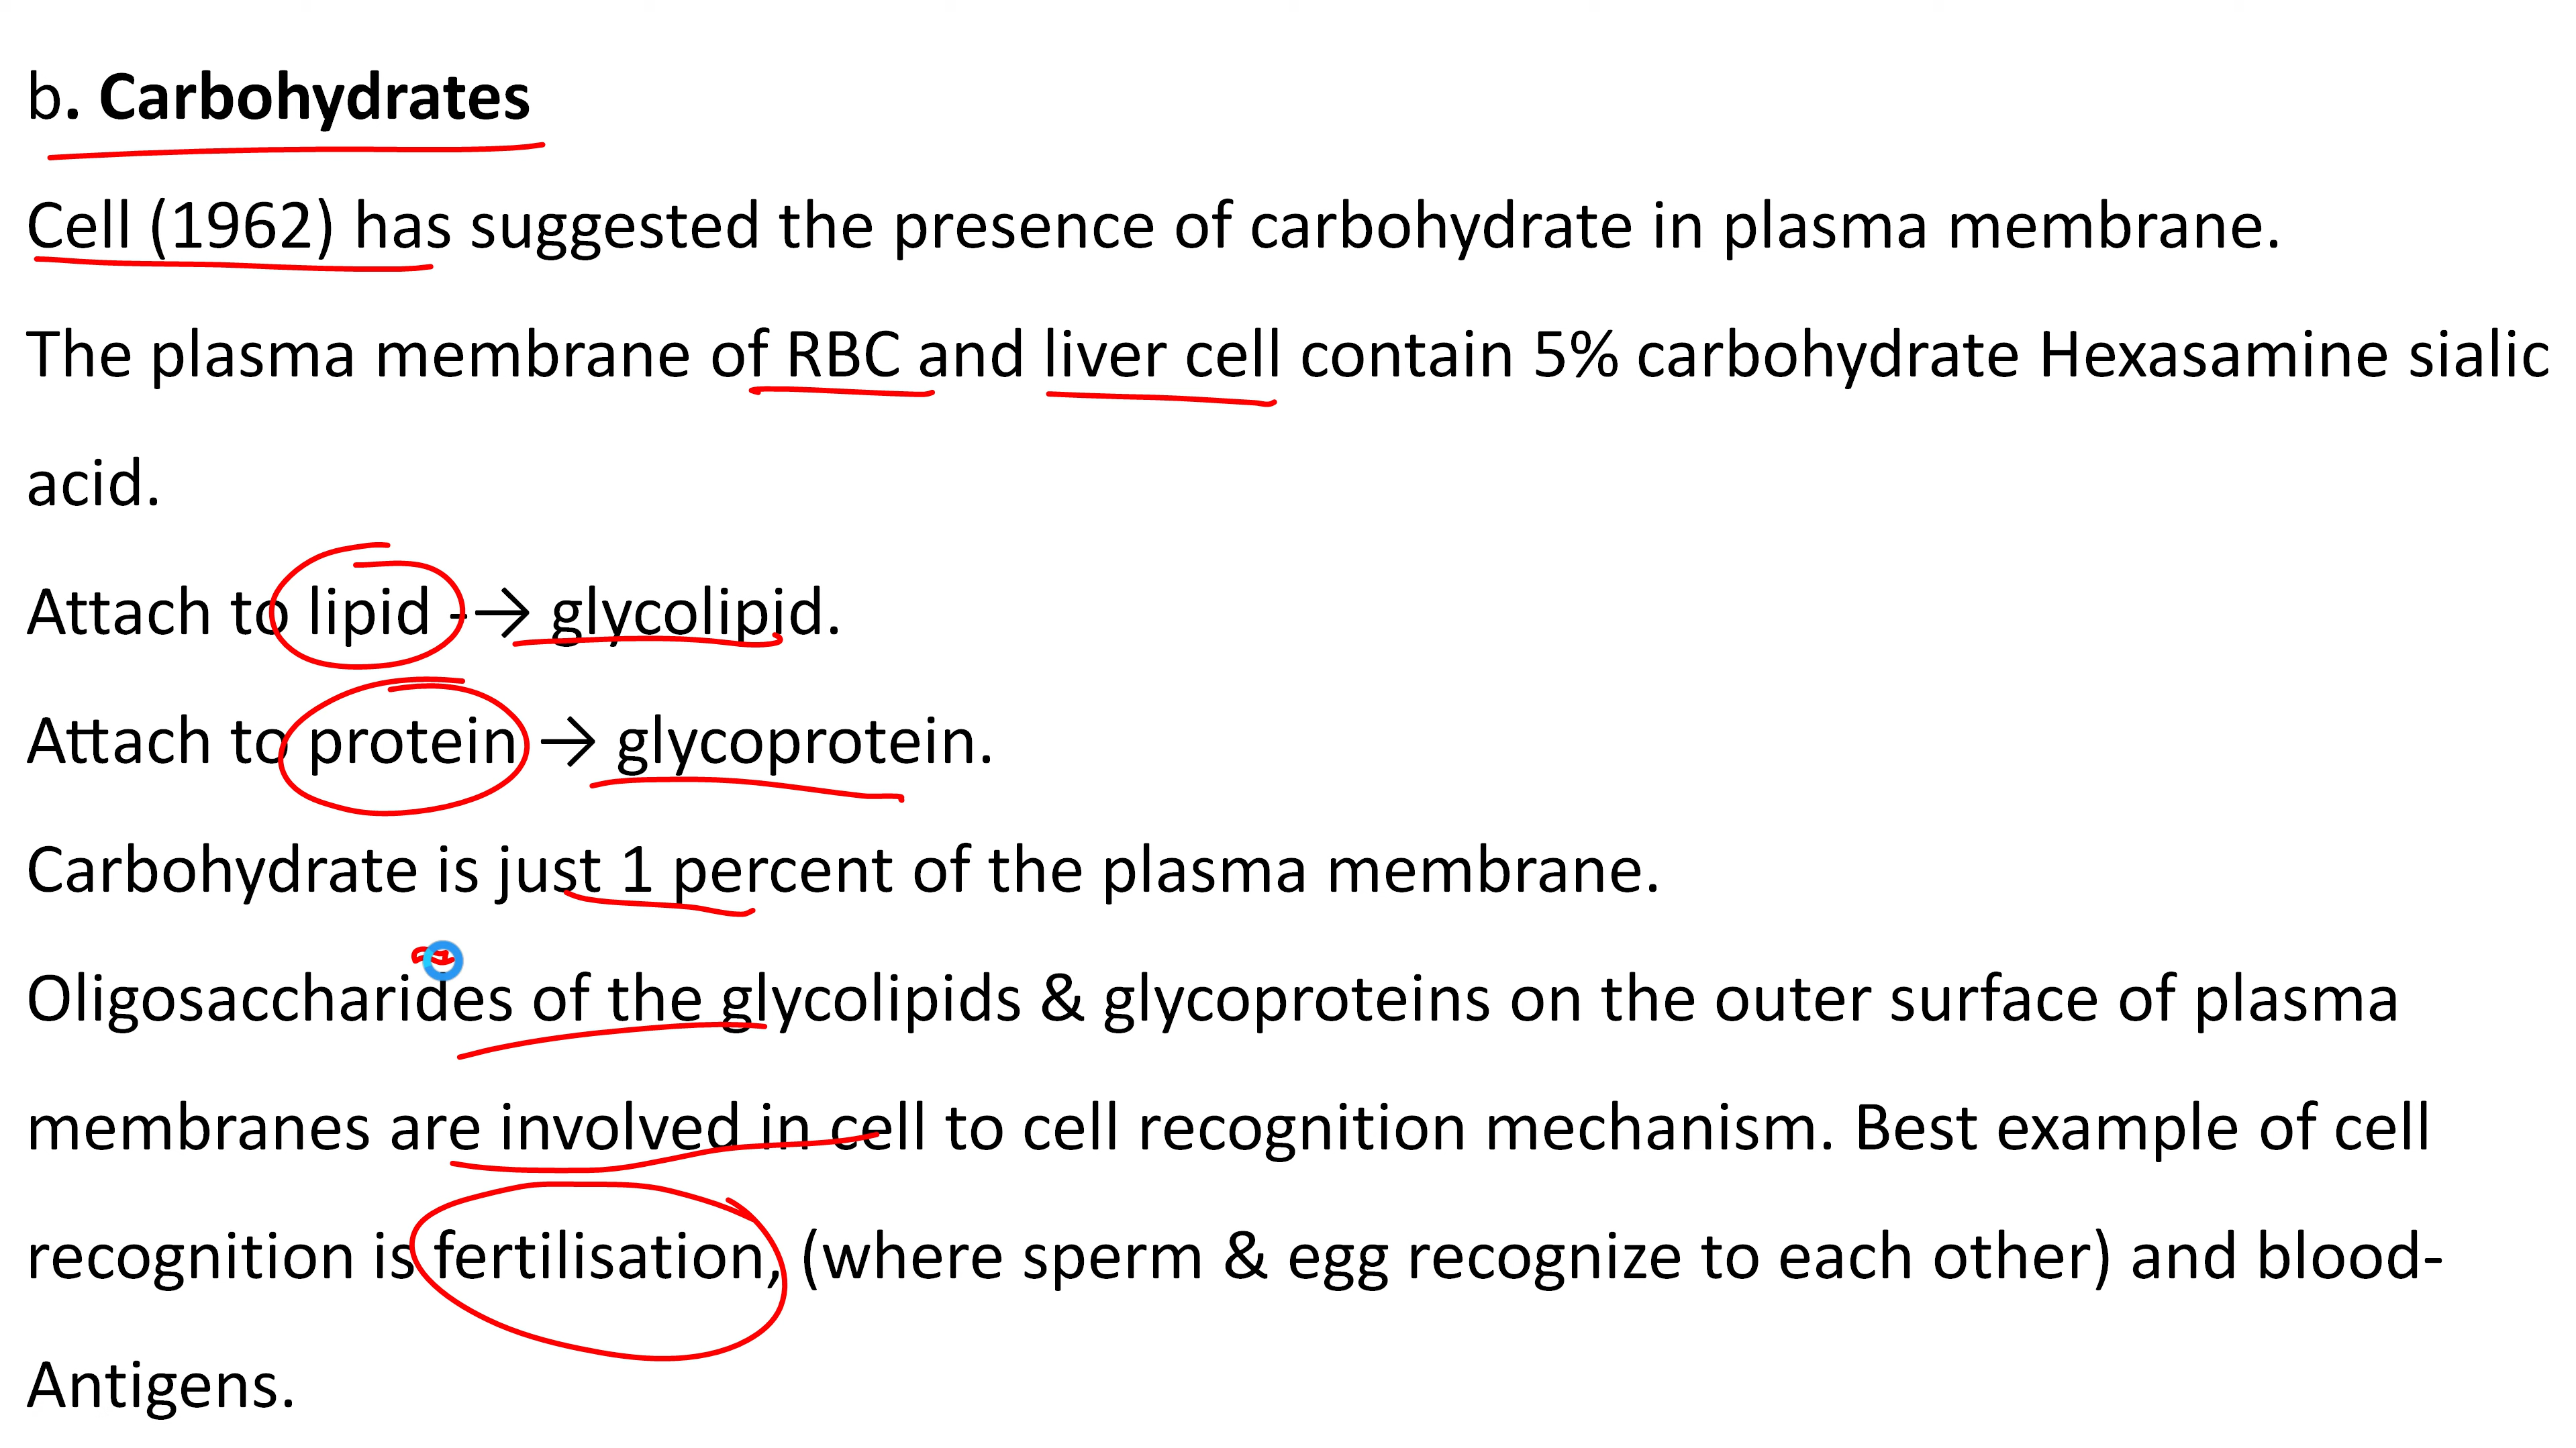 b. Carbohydrates
Cell (1962) has suggested the presence of carbohydrate in plasma membrane.
The plasma membrane of RBC and liver cell contain 5% carbohydrate Hexasamine sialic
acid.
Attach to lipid -→ glycolipid.
Attach to protein → glycoprotein.
Carbohydrate is just 1 percent of the plasma membrane.
Oligosaccharides of the glycolipids & glycoproteins on the outer surface of plasma
membranes are involved in cell to cell recognition mechanism. Best example of cell
recognition is fertilisation, (where sperm & egg recognize to each other) and blood-
Antigens.